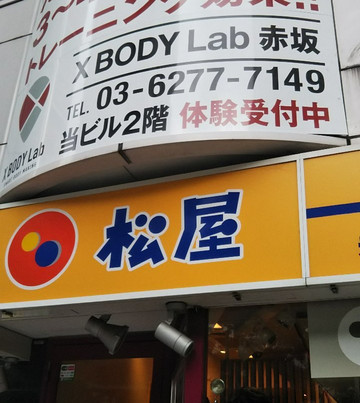 トレーニング効果!!
X BODY Lab 赤坂
TEL. 03-6277-7149
当ビル2階 体験受付中
X BODY Lab
松屋